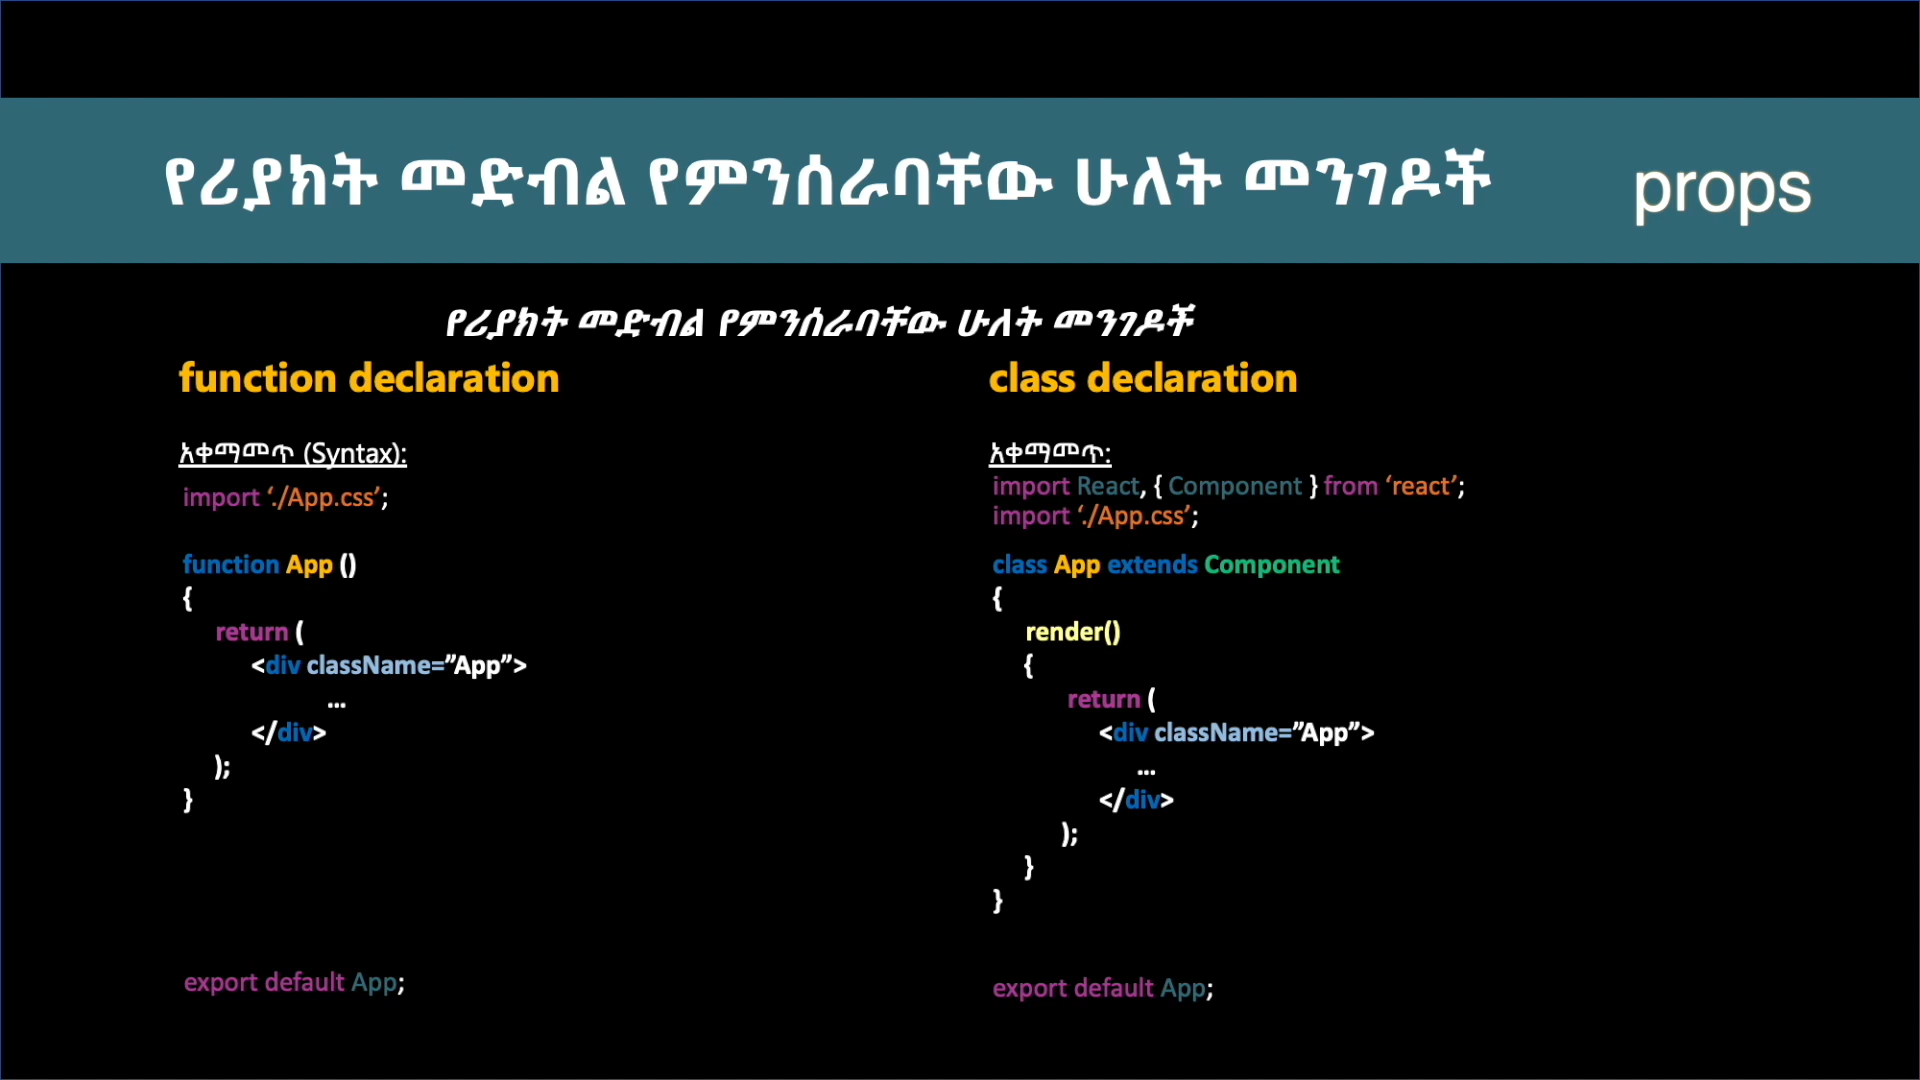 የሪያክት መድብል የምንሰራባቸው ሁለት መንገዶች props
የሪያክት መድብል የምንሰራባቸው ሁለት መንገዶች
function declaration
አቀማመጥ (Syntax):
import ‘./App.css’;
function App ()
{
return (
<div className=”App”>
...
</div>
);
}
export default App;
class declaration
አቀማመጥ:
import React, { Component } from ‘react’;
import ‘./App.css’;
class App extends Component
{
render()
{
return (
<div className=”App”>
...
</div>
);
}
}
export default App;